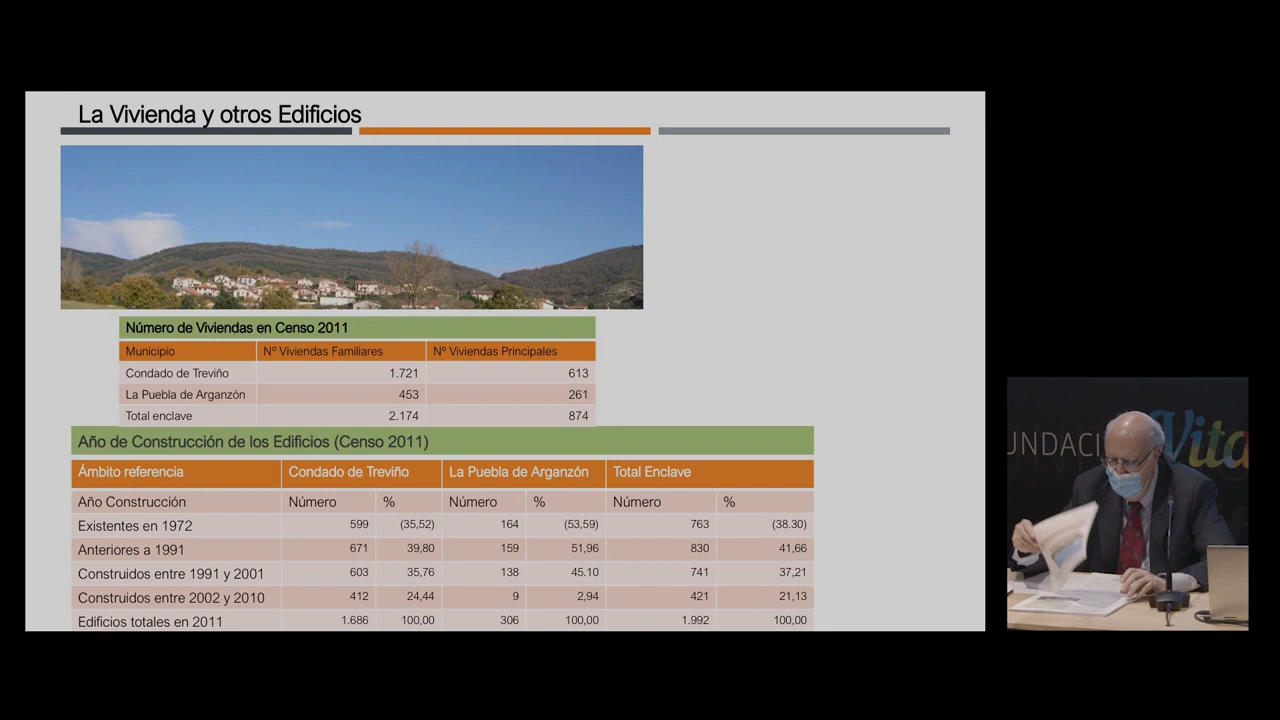 La Vivienda y otros Edificios
Número de Viviendas en Censo 2011
Municipio Nº Viviendas Familiares Nº Viviendas Principales
Condado de Treviño 1.721 613
La Puebla de Arganzón 453 261
Total enclave 2.174 874
Año de Construcción de los Edificios (Censo 2011)
Ámbito referencia Condado de Treviño La Puebla de Arganzón Total Enclave
Año Construcción Número % Número % Número %
Existentes en 1972 599 (35,52) 164 (53,59) 763 (38.30)
Anteriores a 1991 671 39,80 159 51,96 830 41,66
Construidos entre 1991 y 2001 603 35,76 138 45.10 741 37,21
Construidos entre 2002 y 2010 412 24,44 9 2,94 421 21,13
Edificios totales en 2011 1.686 100,00 306 100,00 1.992 100,00
UNDACI Vita